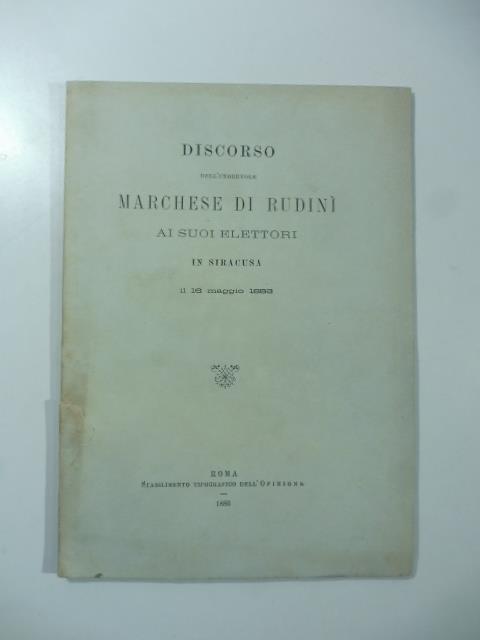 DISCORSO
DELL'ONOREVOLE
MARCHESE DI RUDINÌ
AI SUOI ELETTORI
IN SIRACUSA
il 16 maggio 1883
ROMA
STABILIMENTO TIPOGRAFICO DELL'OPINIONE
1883